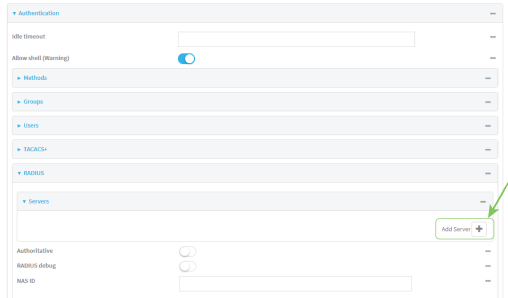 Authentication
Idle timeout
Allow shell (Warning)
Methods
Groups
Users
TACACS+
RADIUS
Servers
Add Server
Authoritative
RADIUS debug
NAS ID